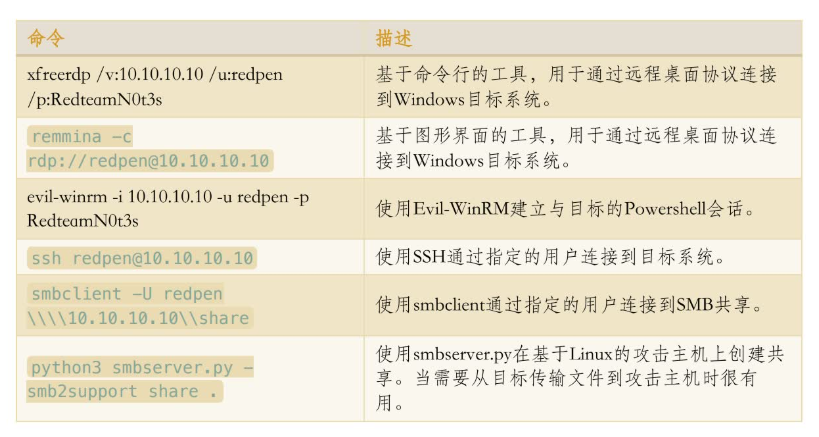 命令
描述
xfreerdp /v:10.10.10.10 /u:redpen
/p:RedteamN0t3s
基于命令行的工具，用于通过远程桌面协议连接
到Windows目标系统。
remmina -c
rdp://redpen@10.10.10.10
基于图形界面的工具，用于通过远程桌面协议连
接到Windows目标系统。
evil-winrm -i 10.10.10.10 -u redpen -p
RedteamN0t3s
使用Evil-WinRM建立与目标的Powershell会话。
ssh redpen@10.10.10.10
使用SSH通过指定的用户连接到目标系统。
smbclient -U redpen
\\\\10.10.10.10\\share
使用smbclient通过指定的用户连接到SMB共享。
python3 smbserver.py -
smb2support share .
使用smbserver.py在基于Linux的攻击主机上创建共
享。当需要从目标传输文件到攻击主机时很有
用。